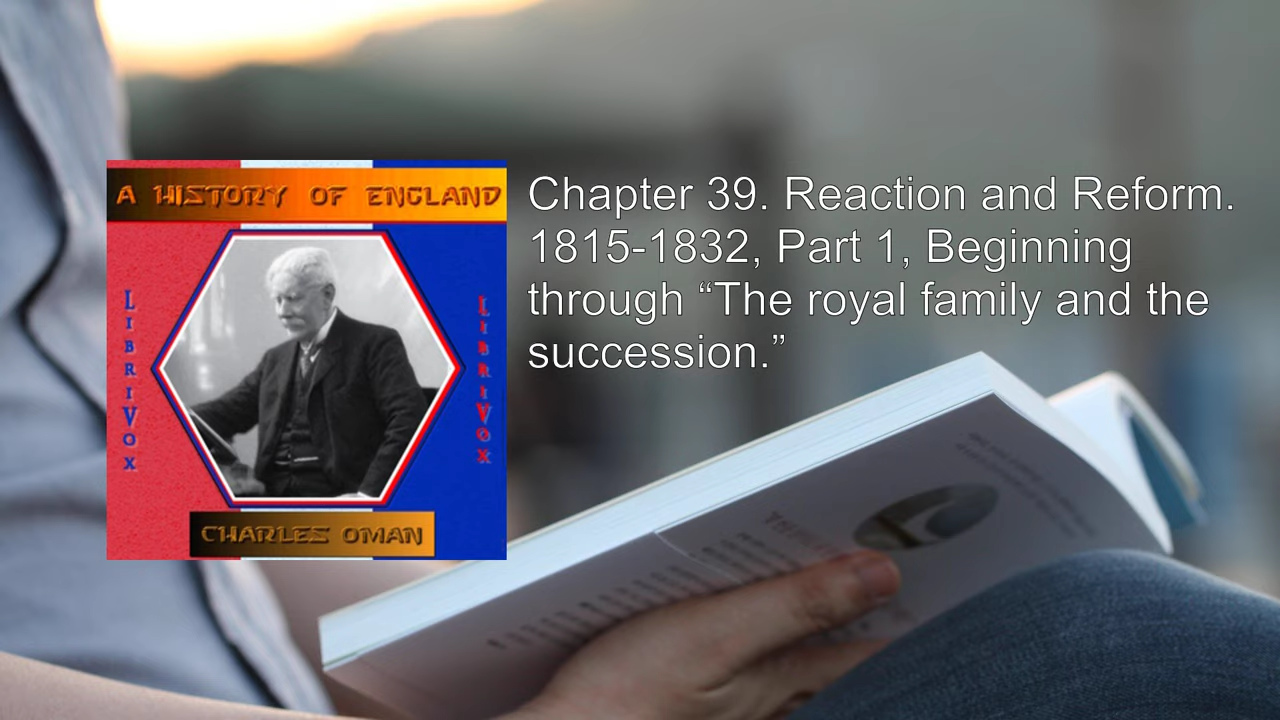 A HISTORY OF ENGLAND
LIBRIVOX
LIBRIVOX
CHARLES OMAN
Chapter 39. Reaction and Reform.
1815-1832, Part 1, Beginning
through “The royal family and the
succession.”